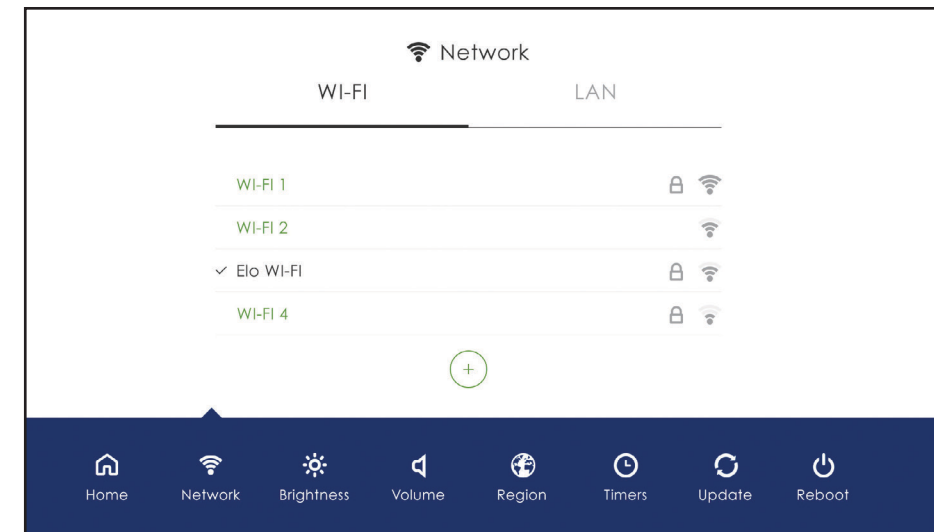 Network
WI-FI LAN
WI-FI 1
WI-FI 2
Elo WI-FI
WI-FI 4
Home Network Brightness Volume Region Timers Update Reboot